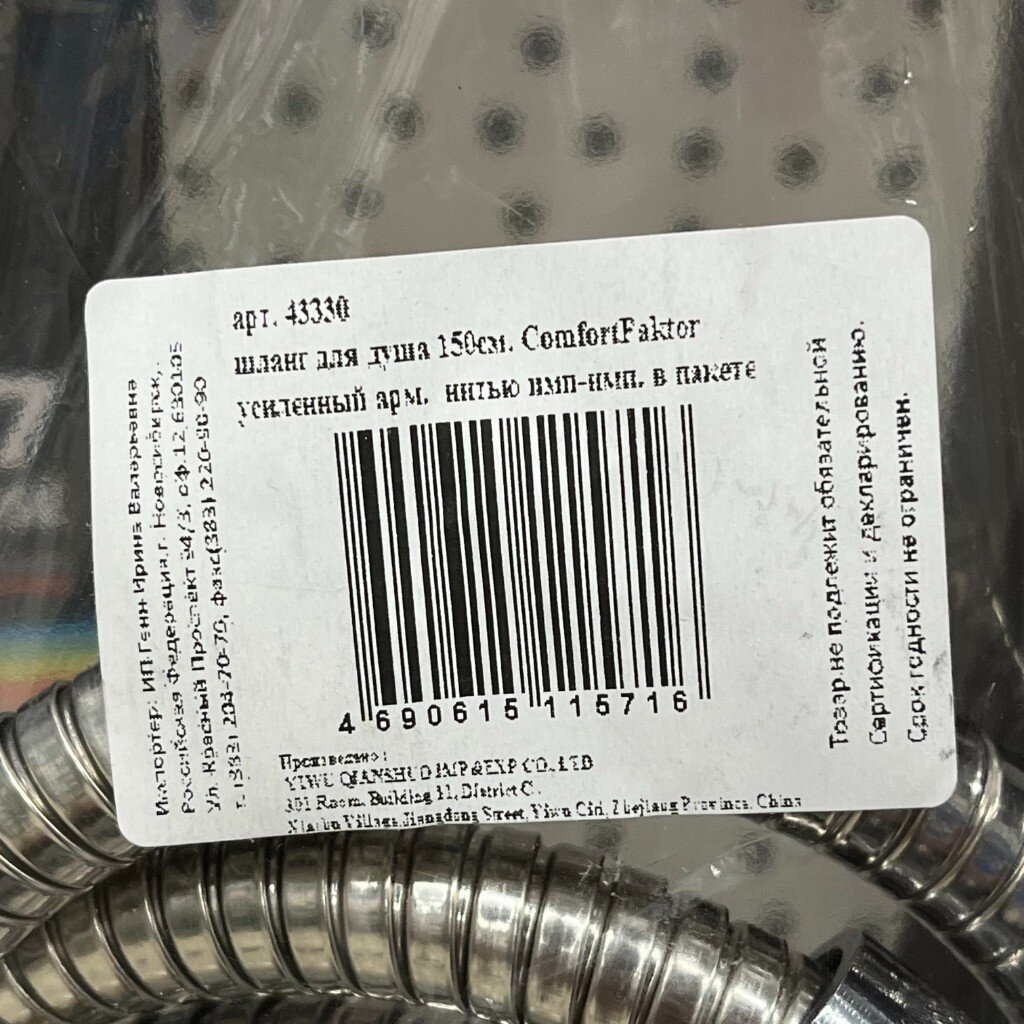 арт. 43330
шланг для душа 150см. ComfortFaktor
усиленный арм. нитью имп-имп. в пакете
4 690615 115716
Произведено:
YIWU QIANSHUO IMP&EXP CO.,LTD
301 Room, Building 11, District C,
Village, Jiangdong Street, Yiwu Citi, Zhejiang Province, China
Импортер: ИП Генн Ирина Валерьевна
Российская Федерация, г. Новосибирск,
Ул. Красный Проспект 94/3, оф.12,630105
т.(383) 204-70-70, факс(383) 220-90-90
Товар не подлежит обязательной
Сертификации и декларированию.
Срок годности не ограничен.